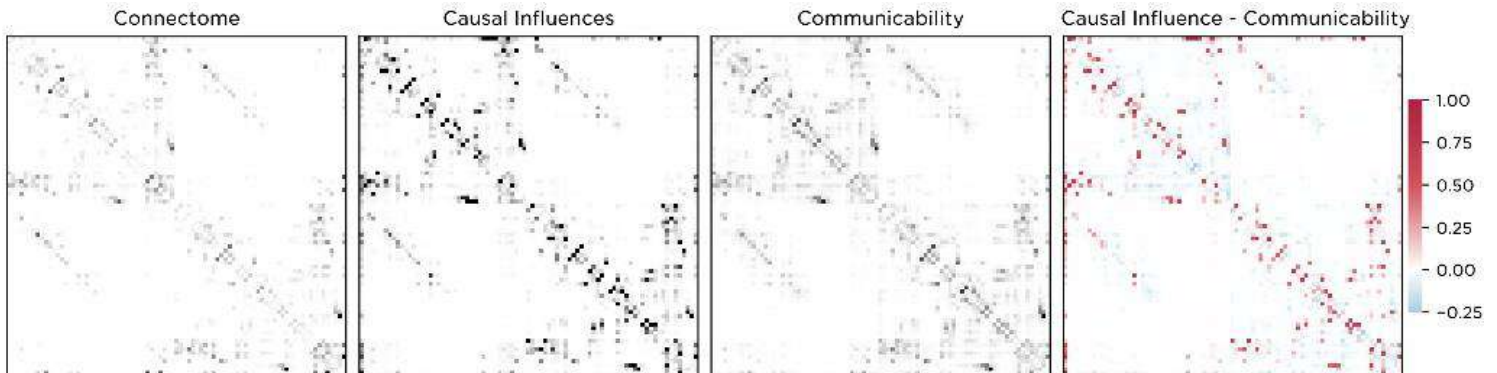 Connectome
Causal Influences
Communicability
Causal Influence - Communicability
1.00
0.75
0.50
0.25
0.00
−0.25